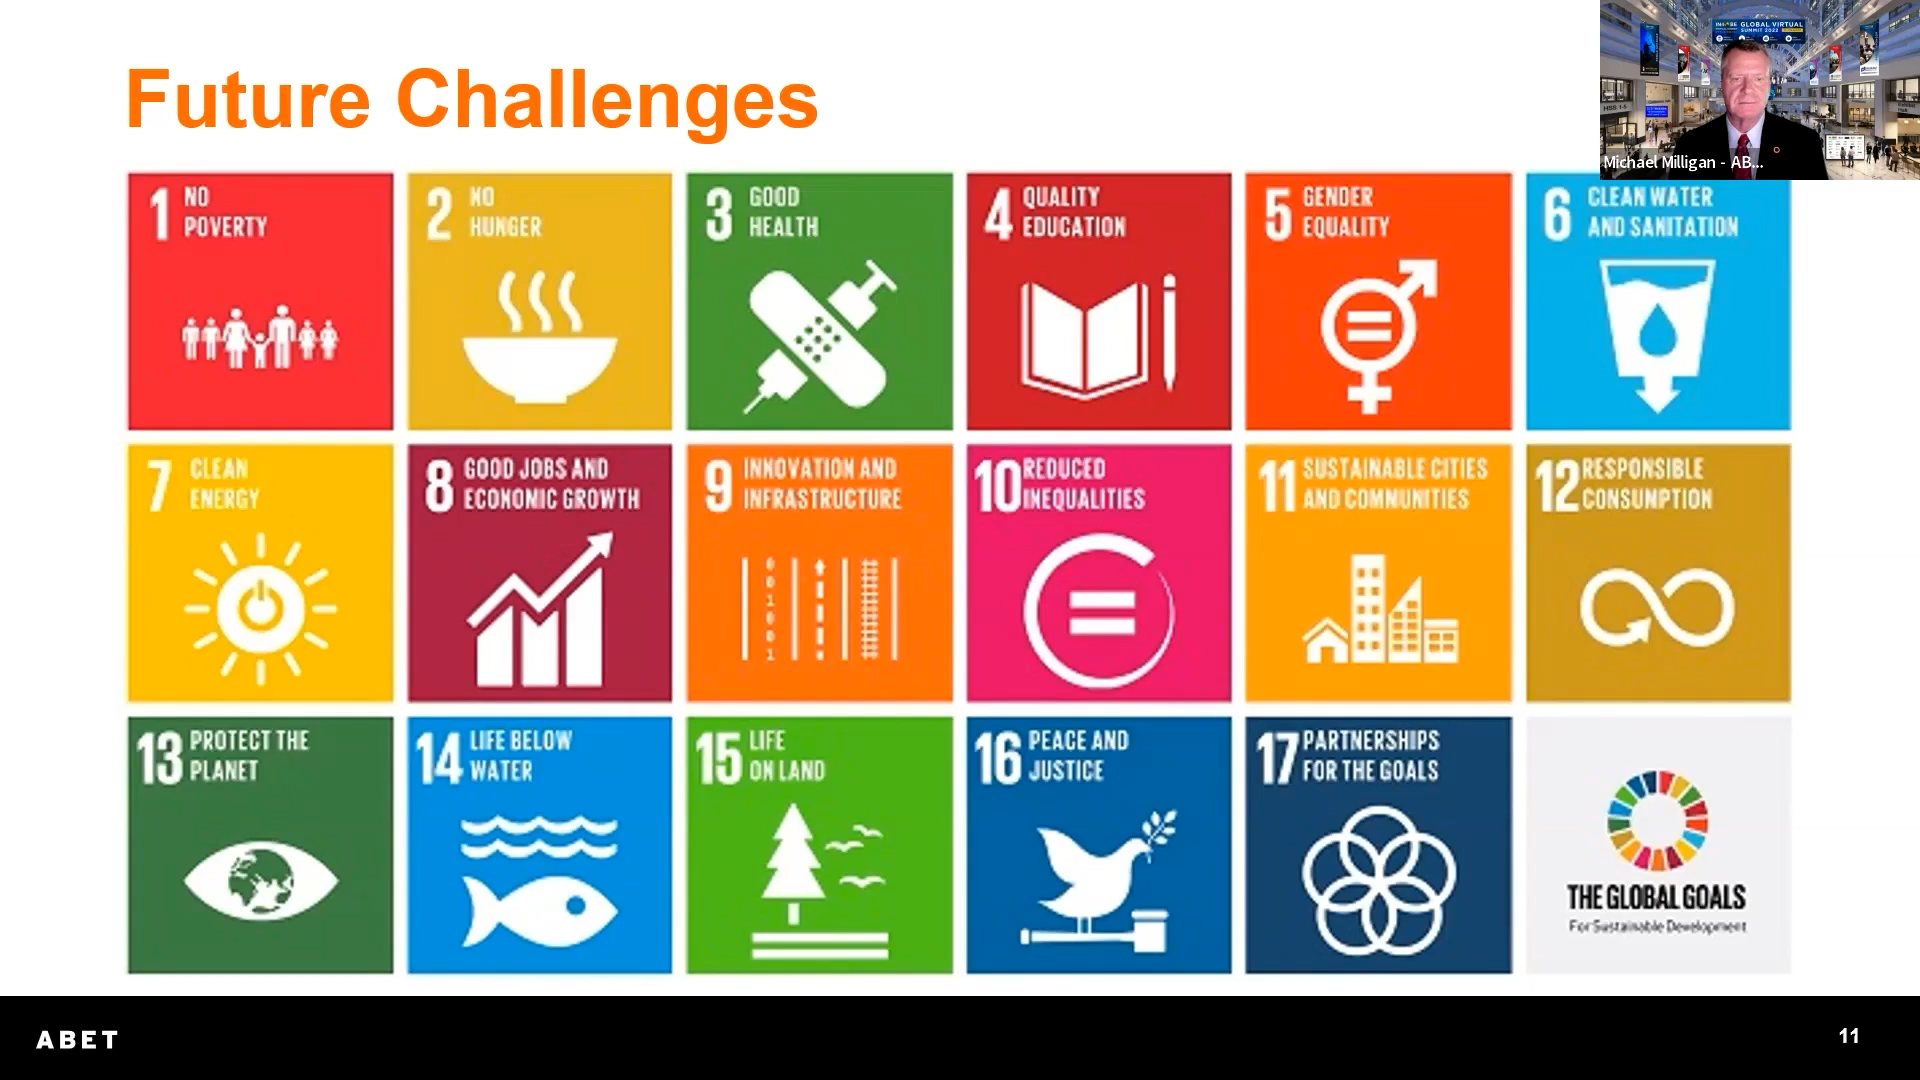 Future Challenges
GLOBAL VIRTUAL
SUMMIT 2022
Michael Milligan - AB...
1 NO
POVERTY
2 NO
HUNGER
3 GOOD
HEALTH
4 QUALITY
EDUCATION
5 GENDER
EQUALITY
6 CLEAN WATER
AND SANITATION
7 CLEAN
ENERGY
8 GOOD JOBS AND
ECONOMIC GROWTH
9 INNOVATION AND
INFRASTRUCTURE
10 REDUCED
INEQUALITIES
11 SUSTAINABLE CITIES
AND COMMUNITIES
12 RESPONSIBLE
CONSUMPTION
13 PROTECT THE
PLANET
14 LIFE BELOW
WATER
15 LIFE
ON LAND
16 PEACE AND
JUSTICE
17 PARTNERSHIPS
FOR THE GOALS
THE GLOBAL GOALS
For Sustainable Development
ABET
11